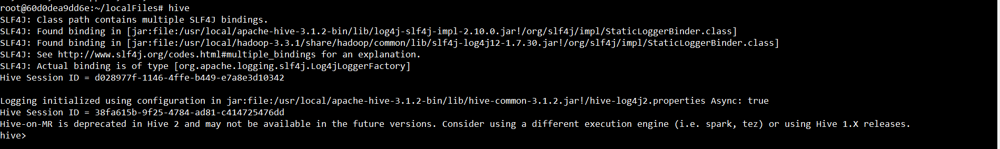 root@60d0dea9dd6e:~/localFiles# hive
SLF4J: Class path contains multiple SLF4J bindings.
SLF4J: Found binding in [jar:file:/usr/local/apache-hive-3.1.2-bin/lib/log4j-slf4j-impl-2.10.0.jar!/org/slf4j/impl/StaticLoggerBinder.class]
SLF4J: Found binding in [jar:file:/usr/local/hadoop-3.3.1/share/hadoop/common/lib/slf4j-log4j12-1.7.30.jar!/org/slf4j/impl/StaticLoggerBinder.class]
SLF4J: See http://www.slf4j.org/codes.html#multiple_bindings for an explanation.
SLF4J: Actual binding is of type [org.apache.logging.slf4j.Log4jLoggerFactory]
Hive Session ID = d028977f-1146-4ffe-b449-e7a8e3d10342
Logging initialized using configuration in jar:file:/usr/local/apache-hive-3.1.2-bin/lib/hive-common-3.1.2.jar!/hive-log4j2.properties Async: true
Hive Session ID = 38fa615b-9f25-4784-ad81-c414725476dd
Hive-on-MR is deprecated in Hive 2 and may not be available in the future versions. Consider using a different execution engine (i.e. spark, tez) or using Hive 1.X releases.
hive>